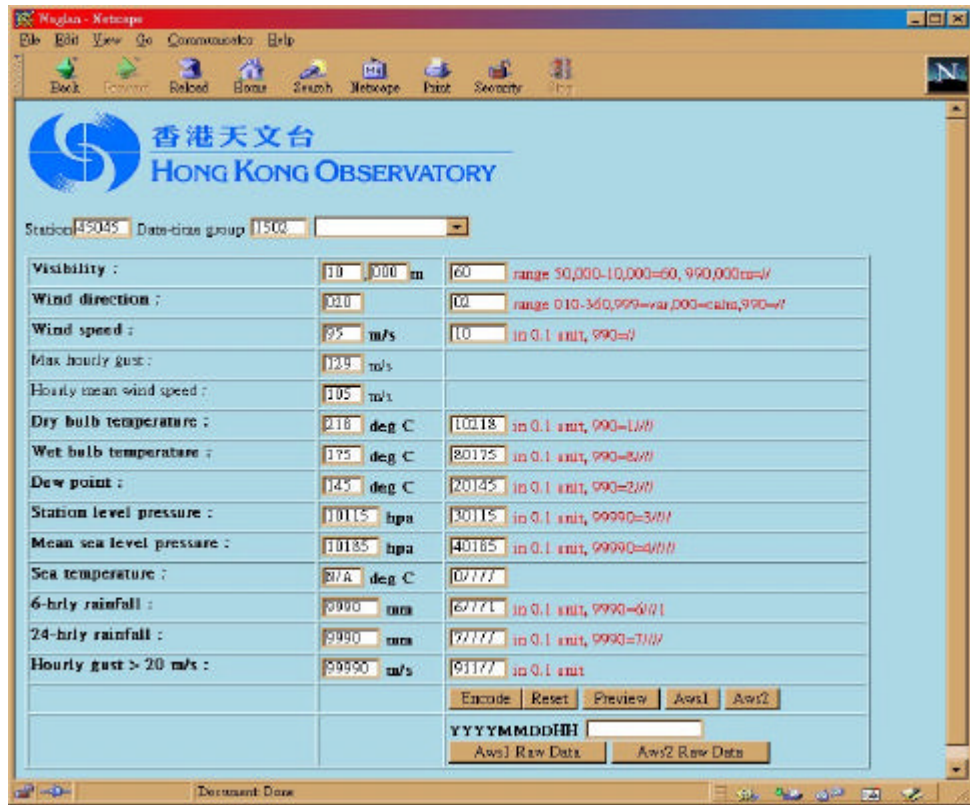 Nuglan - Netscape
File Edit View Go Communicator Help
Back Forward Reload Home Search Netscape Print Security Stop
N
香港天文台
HONG KONG OBSERVATORY
Station 45045 Date-time group 1502
Visibility : 10 ,000 m 60 range 50,000-10,000=60, 990,000m=//
Wind direction : 020 02 range 010-360,999=var,000=calm,990=//
Wind speed : 95 m/s 10 in 0.1 unit, 990=//
Max hourly gust : 129 m/s
Hourly mean wind speed : 105 m/s
Dry bulb temperature : 218 deg C 10218 in 0.1 unit, 990=1////
Wet bulb temperature : 175 deg C 80175 in 0.1 unit, 990=8////
Dew point : 145 deg C 20145 in 0.1 unit, 990=2////
Station level pressure : 10115 hpa 30115 in 0.1 unit, 99990=3////
Mean sea level pressure : 10185 hpa 40185 in 0.1 unit, 99990=4////
Sea temperature : N/A deg C 0////
6-hrly rainfall : 9990 mm 6///1 in 0.1 unit, 9990=6///1
24-hrly rainfall : 9990 mm 7//// in 0.1 unit, 9990=7////
Hourly gust > 20 m/s : 99990 m/s 911// in 0.1 unit
Encode Reset Preview Aws1 Aws2
YYYYMMDDHH
Aws1 Raw Data Aws2 Raw Data
Document: Done